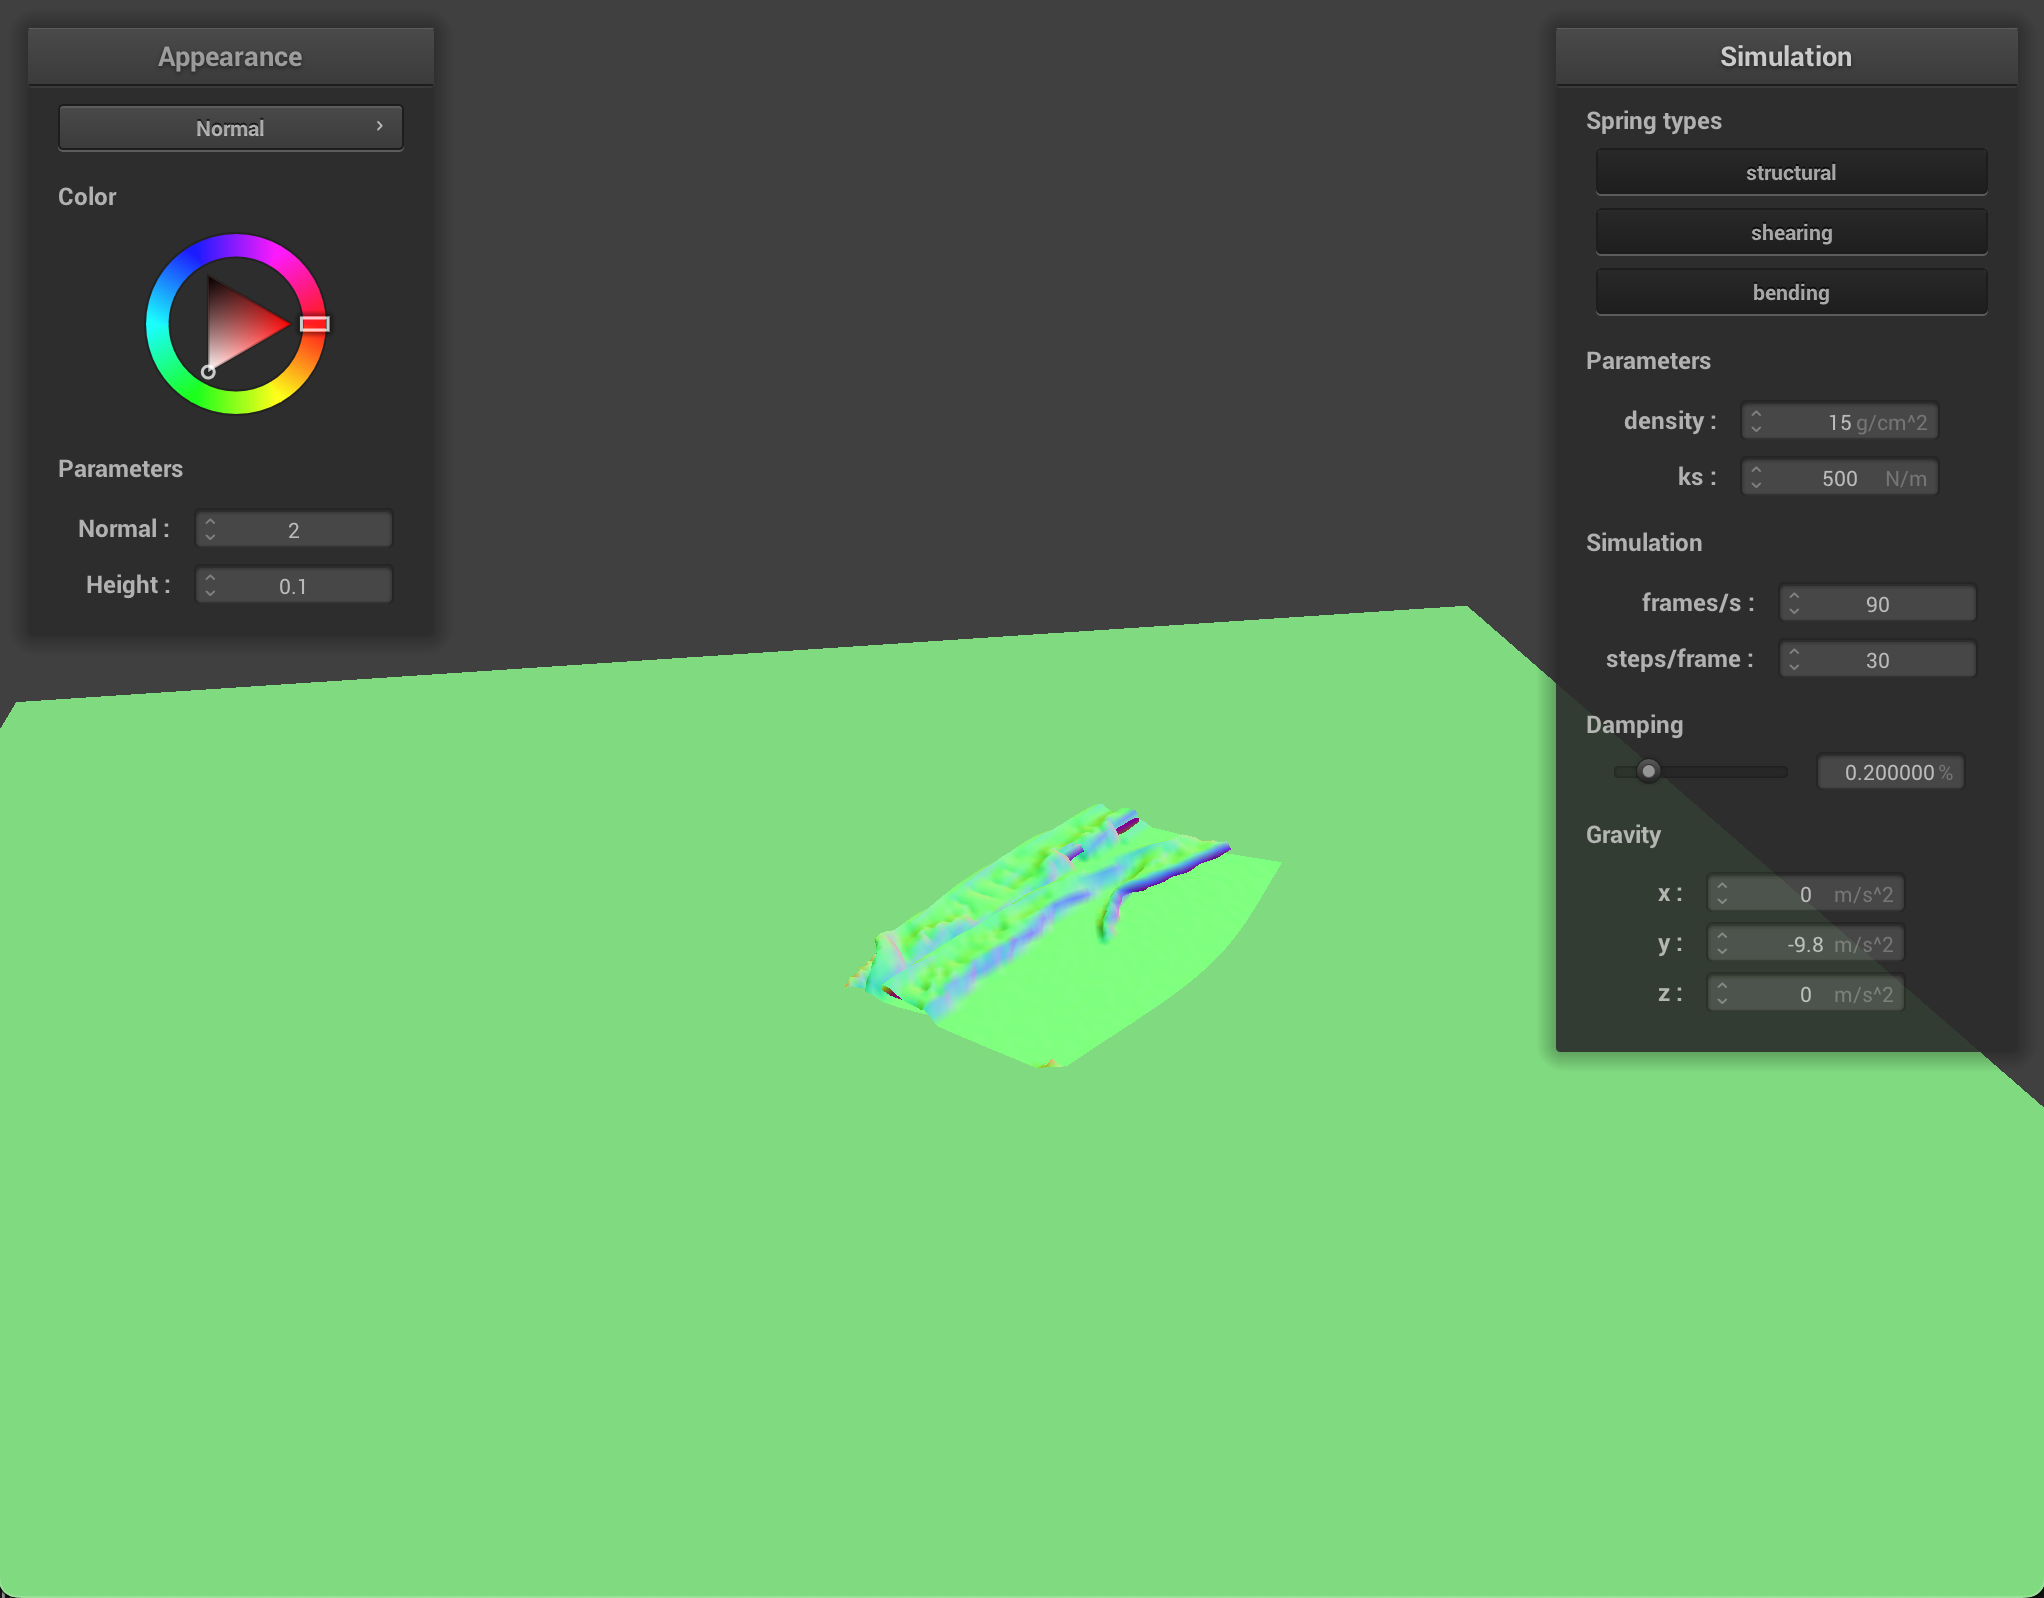 Appearance
Normal
Color
Parameters
Normal : 2
Height : 0.1
Simulation
Spring types
structural
shearing
bending
Parameters
density : 15 g/cm^2
ks : 500 N/m
Simulation
frames/s : 90
steps/frame : 30
Damping
0.200000 %
Gravity
x : 0 m/s^2
y : -9.8 m/s^2
z : 0 m/s^2